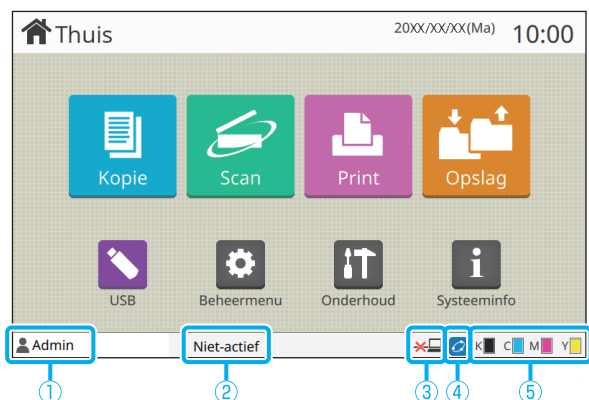 Thuis
20XX/XX/XX(Ma)
10:00
Kopie
Scan
Print
Opslag
USB
Beheermenu
Onderhoud
Systeeminfo
Admin
Niet-actief
K C M Y
① ② ③ ④ ⑤